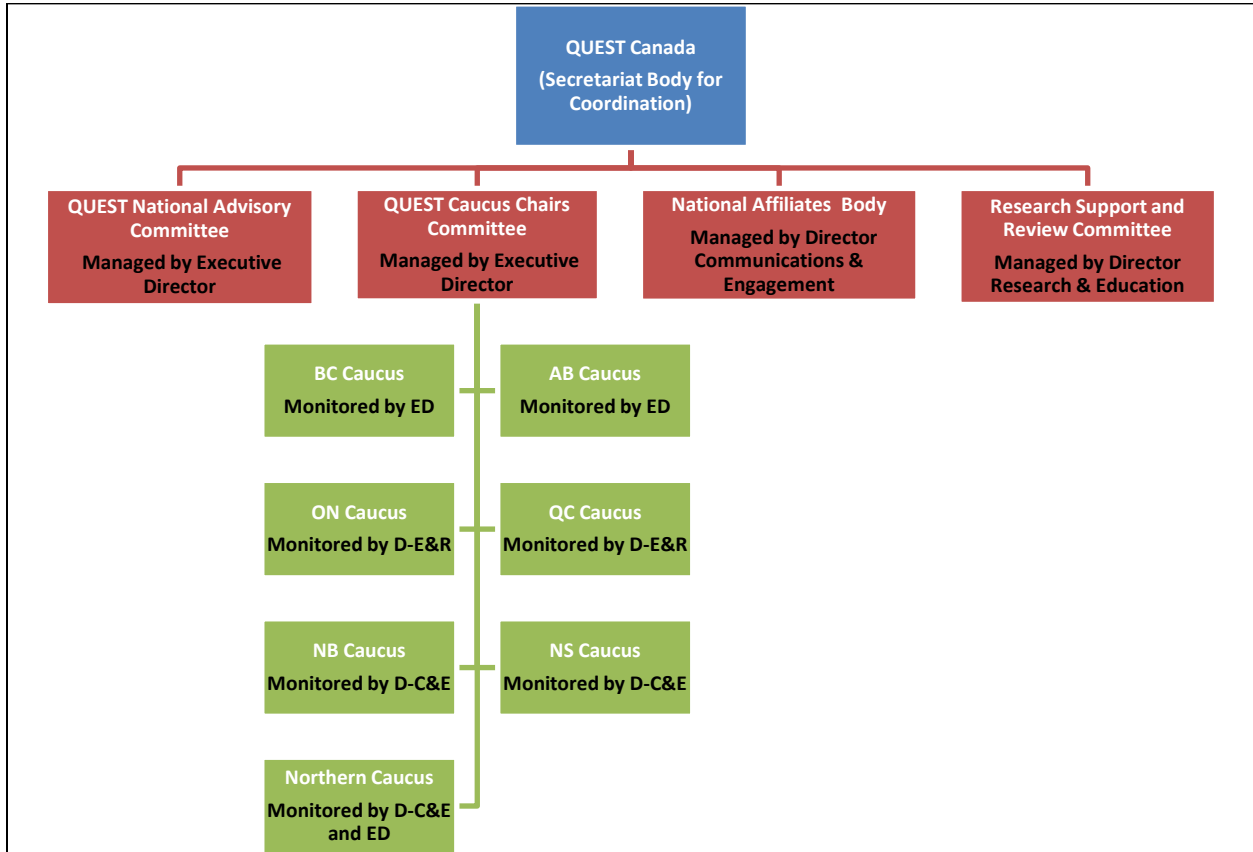 QUEST Canada
(Secretariat Body for
Coordination)
QUEST National Advisory
Committee
Managed by Executive
Director
QUEST Caucus Chairs
Committee
Managed by Executive
Director
National Affiliates Body
Managed by Director
Communications &
Engagement
Research Support and
Review Committee
Managed by Director
Research & Education
BC Caucus
Monitored by ED
AB Caucus
Monitored by ED
ON Caucus
Monitored by D-E&R
QC Caucus
Monitored by D-E&R
NB Caucus
Monitored by D-C&E
NS Caucus
Monitored by D-C&E
Northern Caucus
Monitored by D-C&E
and ED